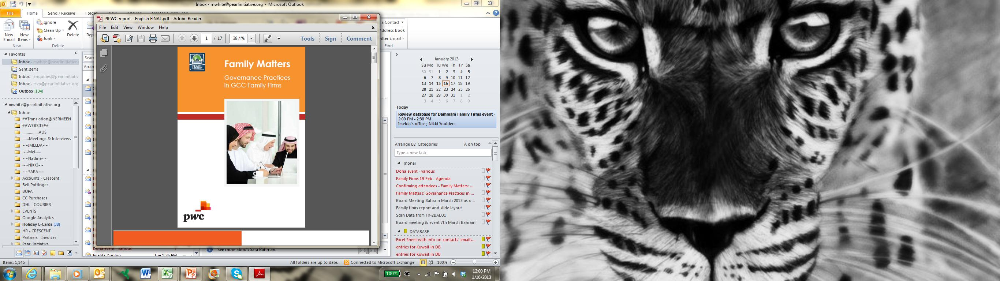 Inbox - mwhite@pearlinitiative.org - Microsoft Outlook
File Home Send / Receive Folder View Add-Ins McAfee E-mail Scan
New E-mail
New Items
Ignore
Clean Up
Junk
Delete
a Contact
Address Book
Filter E-mail
New
Delete
Find
Favorites
Inbox - mwhite@pearlinitiative.
Sent Items
Inbox - enquiries@pearlinitiativ
Inbox - rsvp@pearlinitiative.org
Outbox [134]
mwhite@pearlinitiative.org
Inbox
##Translation@NERMEEN
##WEBSITE##
...............AUS
......Meetings & Interviews
~~IMELDA~~
~~Mel~~
~~Nadine~~
~~NIKKI~~
~~SARA~~
Accounts - Crescent
Bell Pottinger
BUPA
CC Purchases
DHL - COURIER
EVENTS
Google Analytics
Holiday E-Cards (38)
HR - CRESCENT
Partners - Invoices
Pearl Initiative
PIPWC report - English FINAL.pdf - Adobe Reader
File Edit View Window Help
1 / 17 38.4% Tools Sign Comment
PEARL INITIATIVE
Family Matters
Governance Practices
in GCC Family Firms
pwc
Doha event - various
Imelda Dunlop Tue 1:26 PM
See more about: Sara Bahman.
January 2013
Su Mo Tu We Th Fr Sa
30 31 1 2 3 4 5
6 7 8 9 10 11 12
13 14 15 16 17 18 19
20 21 22 23 24 25 26
27 28 29 30 31 1 2
3 4 5 6 7 8 9
Today
Review database for Dammam Family Firms event
2:00 PM - 2:30 PM
Imelda's office ; Nikki Youlden
Arrange By: Categories A on top
Type a new task
(none)
Doha event - various
Family Firms 19 Feb - Agenda
Confirming attendees - Family Matters: ...
Family Matters: Governance Practices in ...
Board Meeting Bahrain March 2013 as o...
Family firms report and slide layout
Scan Data from FX-2BAD31
Board meeting & event 7th March Bahrain
DATABASE
Excel Sheet with info on contacts' emails...
entries for Kuwait in DB
entries for Kuwait in DB
Items: 1,145 All folders are up to date. Connected to Microsoft Exchange 100%
100% 12:00 PM
1/16/2013